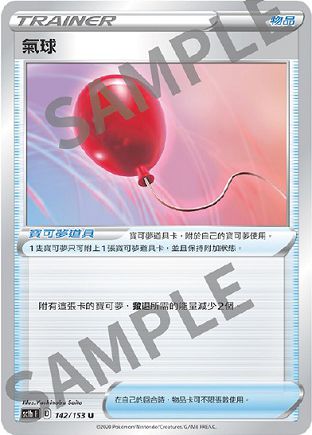 TRAINER 物品
氣球
SAMPLE
寶可夢道具 寶可夢道具卡，附於自己的寶可夢使用。
1隻寶可夢只可附上1張寶可夢道具卡，並且保持附加狀態。
SAMPLE
附有這張卡的寶可夢，撤退所需的能量減少2個。
SAMPLE
Illus. Yoshinobu Saito
D 142/153 U
在自己的回合時，物品卡可不限張數使用。
©2020 Pokémon/Nintendo/Creatures/GAME FREAK.